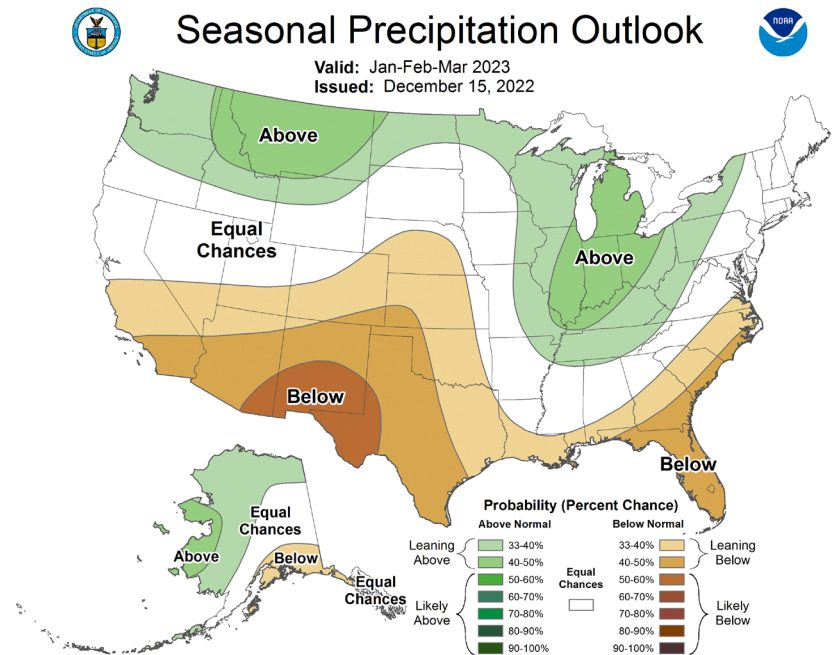 Seasonal Precipitation Outlook
NOAA
Valid: Jan-Feb-Mar 2023
Issued: December 15, 2022
Above
Equal
Chances
Above
Below
Below
Equal
Chances
Above
Below
Equal
Chances
Probability (Percent Chance)
Above Normal
Below Normal
Leaning
Above
33-40%
40-50%
Likely
Above
50-60%
60-70%
70-80%
80-90%
90-100%
Equal
Chances
33-40%
40-50%
Leaning
Below
50-60%
60-70%
70-80%
80-90%
90-100%
Likely
Below